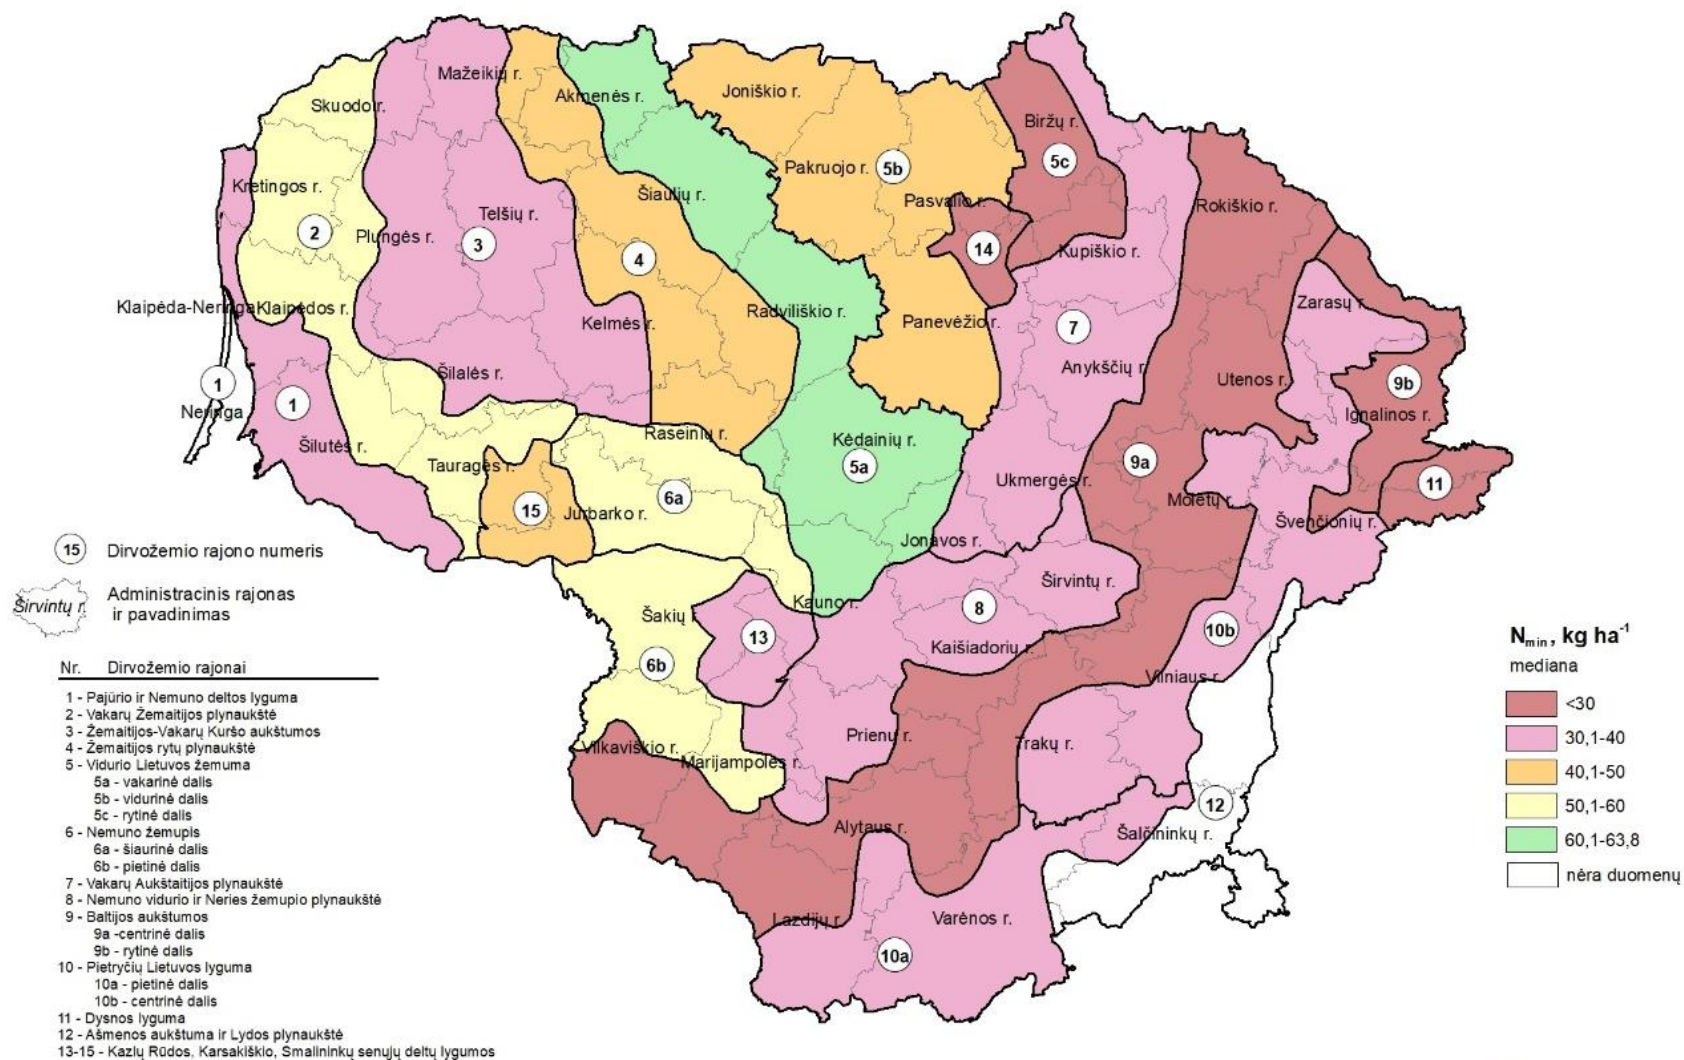 Mažeikių r.
Akmenės r.
Joniškio r.
Skuodo r.
Biržų r.
Pakruojo r.
5b
5c
Kretingos r.
Šiaulių r.
Pasvalio r.
Rokiškio r.
Telšių r.
2
Plungės r.
3
4
14
Kupiškio r.
Klaipėda-Neringa
Klaipėdos r.
Kelmės r.
Radviliškio r.
Panevėžio r.
7
Zarasų r.
Šilalės r.
Anykščių r.
Utenos r.
1
Neringa
1
9b
Ignalinos r.
Šilutės r.
Raseinių r.
Kėdainių r.
5a
Tauragės r.
9a
Ukmergės r.
11
6a
Molėtų r.
15
Jurbarko r.
Švenčionių r.
Jonavos r.
15 Dirvožemio rajono numeris
Širvintų r.
Širvintų r. Administracinis rajonas
ir pavadinimas
Kauno r.
8
Šakių r.
13
10b
Kaišiadorių r.
6b
Vilniaus r.
Vilkaviškio r.
Prienų r.
Trakų r.
Marijampolės r.
12
Alytaus r.
Šalčininkų r.
Lazdijų r.
Varėnos r.
10a
Nr. Dirvožemio rajonai
1 - Pajūrio ir Nemuno deltos lyguma
2 - Vakarų Žemaitijos plynaukštė
3 - Žemaitijos-Vakarų Kuršo aukštumos
4 - Žemaitijos rytų plynaukštė
5 - Vidurio Lietuvos žemuma
5a - vakarinė dalis
5b - vidurinė dalis
5c - rytinė dalis
6 - Nemuno žemupis
6a - šiaurinė dalis
6b - pietinė dalis
7 - Vakarų Aukštaitijos plynaukštė
8 - Nemuno vidurio ir Neries žemupio plynaukštė
9 - Baltijos aukštumos
9a -centrinė dalis
9b - rytinė dalis
10 - Pietryčių Lietuvos lyguma
10a - pietinė dalis
10b - centrinė dalis
11 - Dysnos lyguma
12 - Ašmenos aukštuma ir Lydos plynaukštė
13-15 - Kazlų Rūdos, Karsakiškio, Smalininkų senųjų deltų lygumos
Nmin, kg ha-1
mediana
<30
30,1-40
40,1-50
50,1-60
60,1-63,8
nėra duomenų